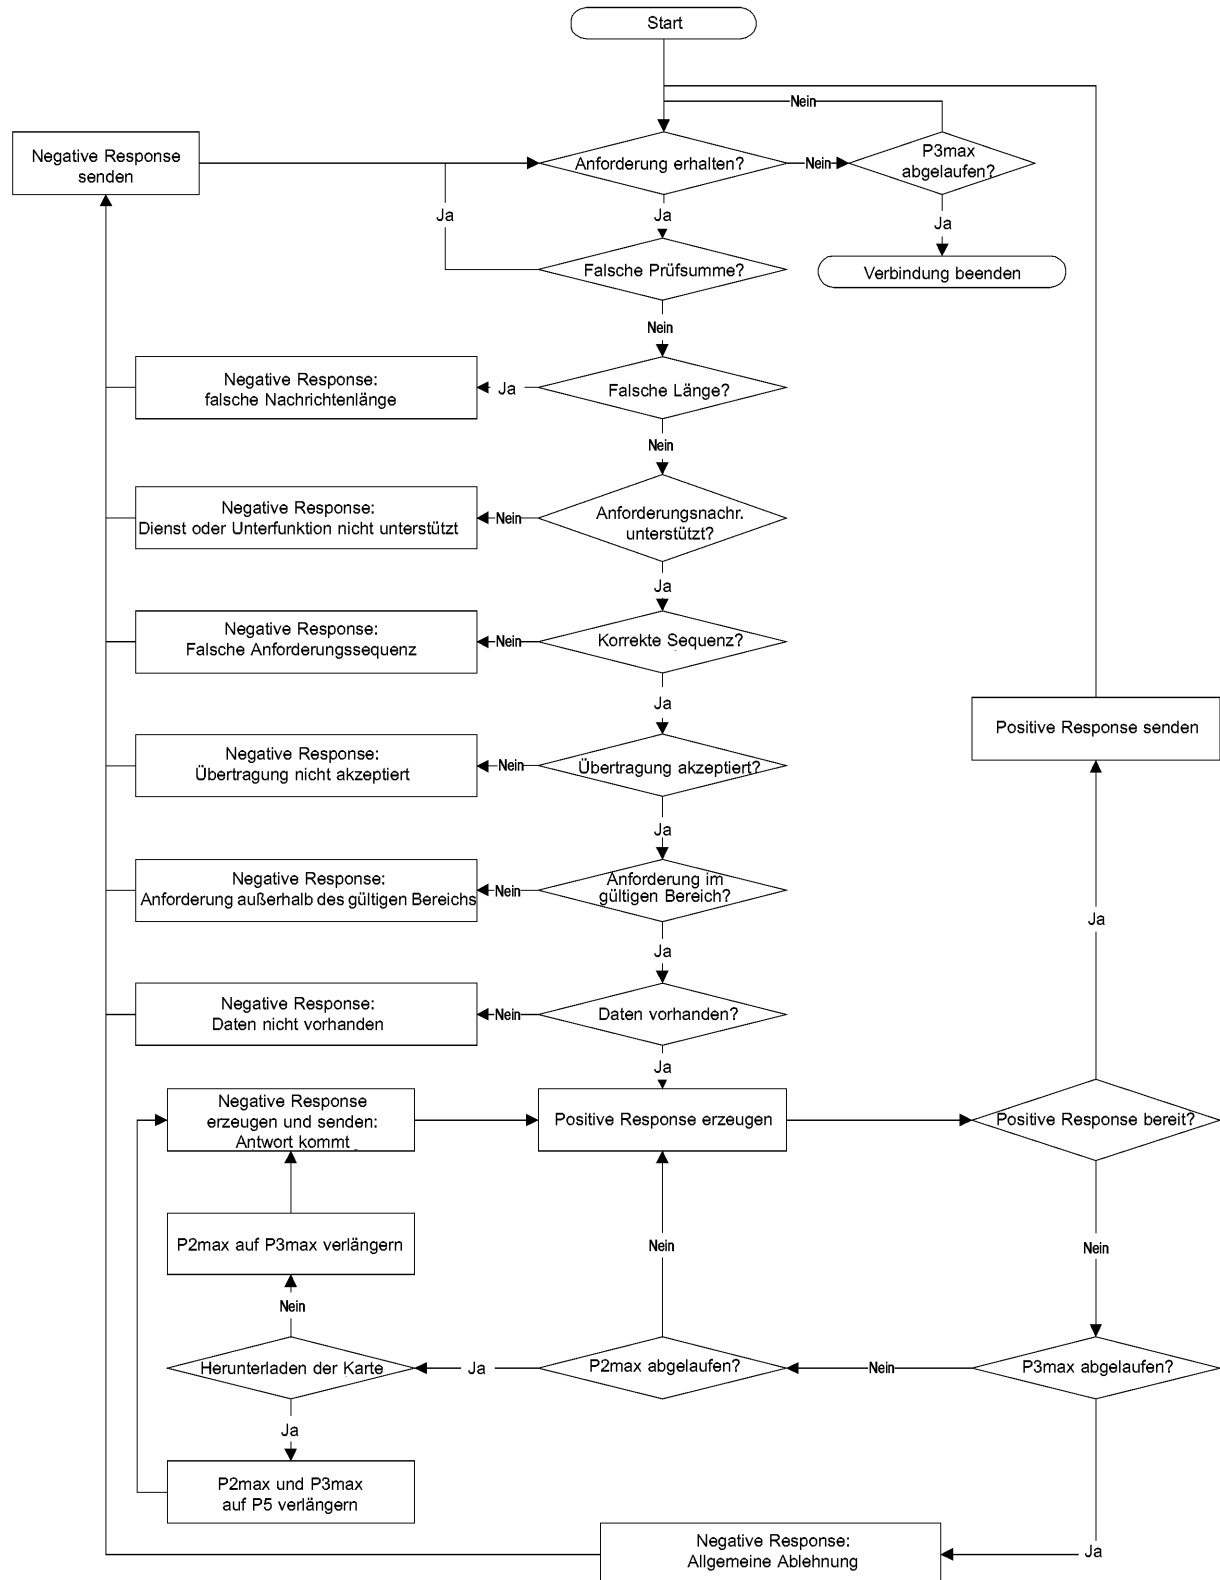 Start
Nein
Negative Response
senden
Anforderung erhalten?
Nein
P3max
abgelaufen?
Ja
Ja
Ja
Falsche Prüfsumme?
Verbindung beenden
Nein
Negative Response:
falsche Nachrichtenlänge
Ja
Falsche Länge?
Nein
Negative Response:
Dienst oder Unterfunktion nicht unterstützt
Nein
Anforderungsnachr.
unterstützt?
Ja
Negative Response:
Falsche Anforderungssequenz
Nein
Korrekte Sequenz?
Ja
Positive Response senden
Negative Response:
Übertragung nicht akzeptiert
Nein
Übertragung akzeptiert?
Ja
Negative Response:
Anforderung außerhalb des gültigen Bereichs
Nein
Anforderung im
gültigen Bereich?
Ja
Ja
Negative Response:
Daten nicht vorhanden
Nein
Daten vorhanden?
Ja
Negative Response
erzeugen und senden:
Antwort kommt
Positive Response erzeugen
Positive Response bereit?
P2max auf P3max verlängern
Nein
Nein
Nein
Herunterladen der Karte
Ja
P2max abgelaufen?
Nein
P3max abgelaufen?
Ja
P2max und P3max
auf P5 verlängern
Negative Response:
Allgemeine Ablehnung
Ja